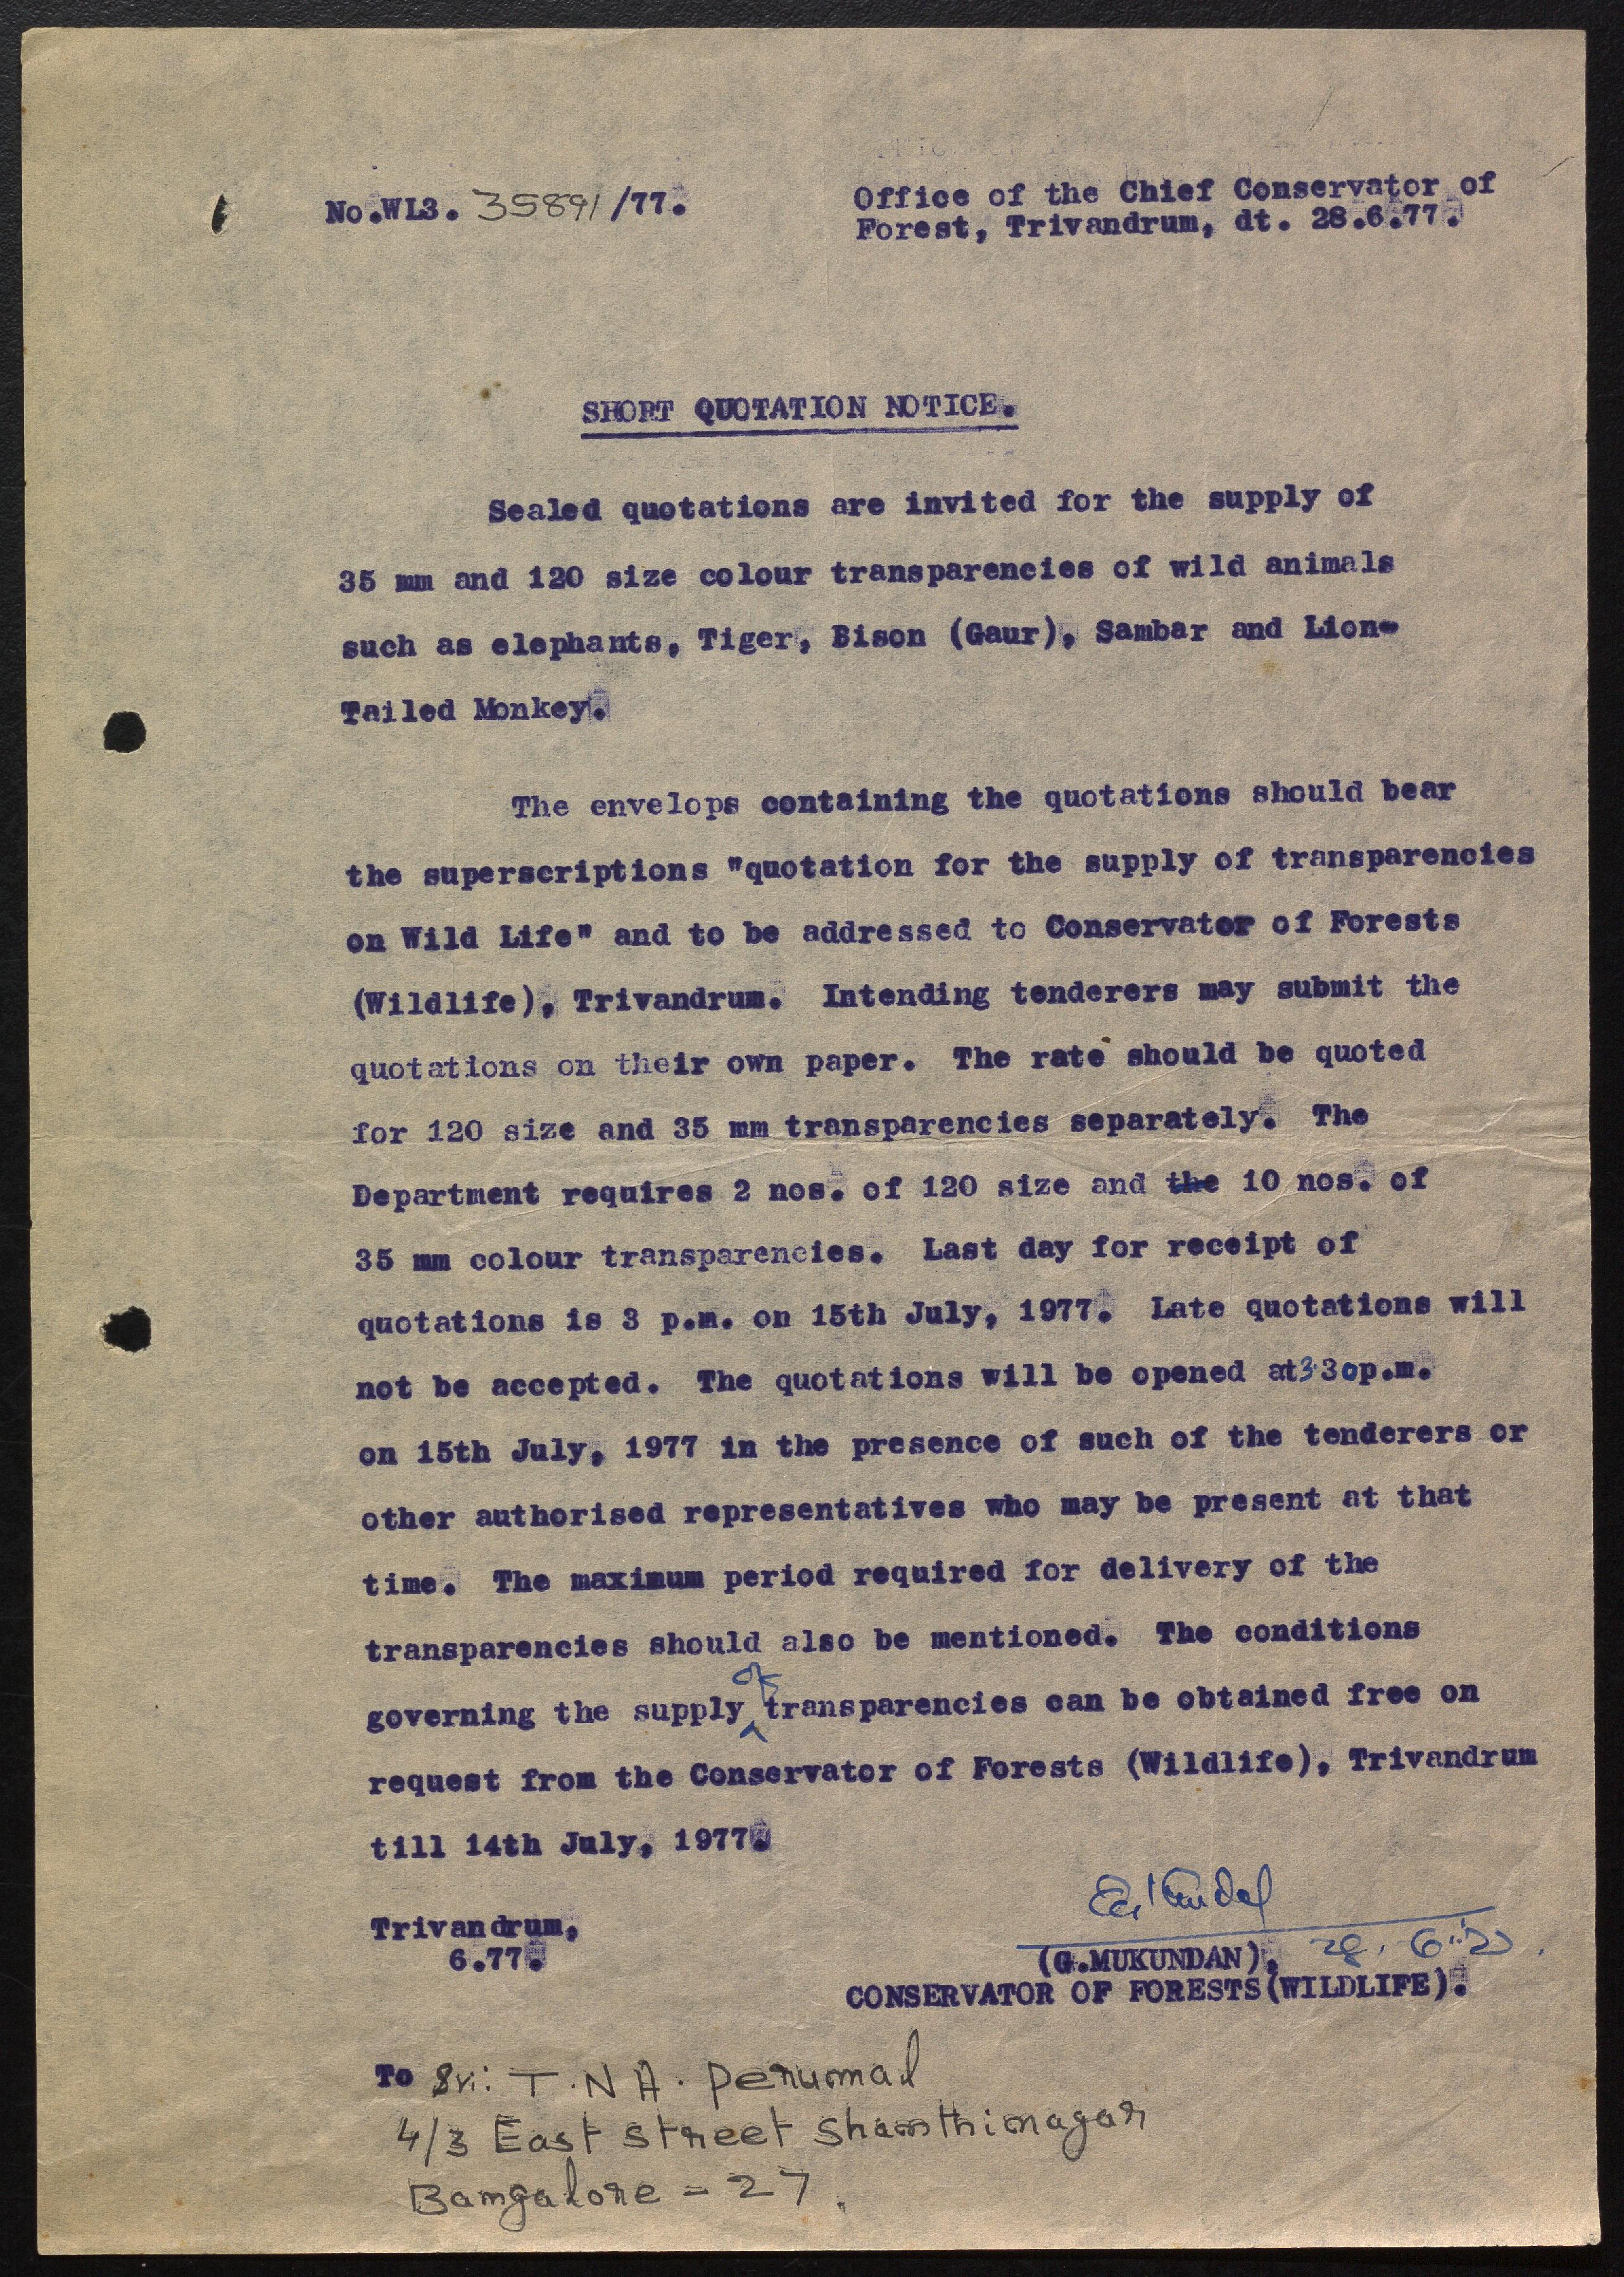 No.WL3. 35891/77.
Office of the Chief Conservator of
Forest, Trivandrum, dt. 28.6.77.
SHORT QUOTATION NOTICE.
Sealed quotations are invited for the supply of
35 mm and 120 size colour transparencies of wild animals
such as elephants, Tiger, Bison (Gaur), Sambar and Lion-
Tailed Monkey.
The envelops containing the quotations should bear
the superscriptions "quotation for the supply of transparencies
on Wild Life" and to be addressed to Conservator of Forests
(Wildlife), Trivandrum. Intending tenderers may submit the
quotations on their own paper. The rate should be quoted
for 120 size and 35 mm transparencies separately. The
Department requires 2 nos. of 120 size and the 10 nos. of
35 mm colour transparencies. Last day for receipt of
quotations is 3 p.m. on 15th July, 1977. Late quotations will
not be accepted. The quotations will be opened at 3.30 p.m.
on 15th July, 1977 in the presence of such of the tenderers or
other authorised representatives who may be present at that
time. The maximum period required for delivery of the
transparencies should also be mentioned. The conditions
governing the supply of transparencies can be obtained free on
request from the Conservator of Forests (Wildlife), Trivandrum
till 14th July, 1977.
Trivandrum,
6.77.
(G.MUKUNDAN),
CONSERVATOR OF FORESTS(WILDLIFE).
To Sri: T.N A. Perumal
4/3 East street Shanthinagar
Bangalore = 27.